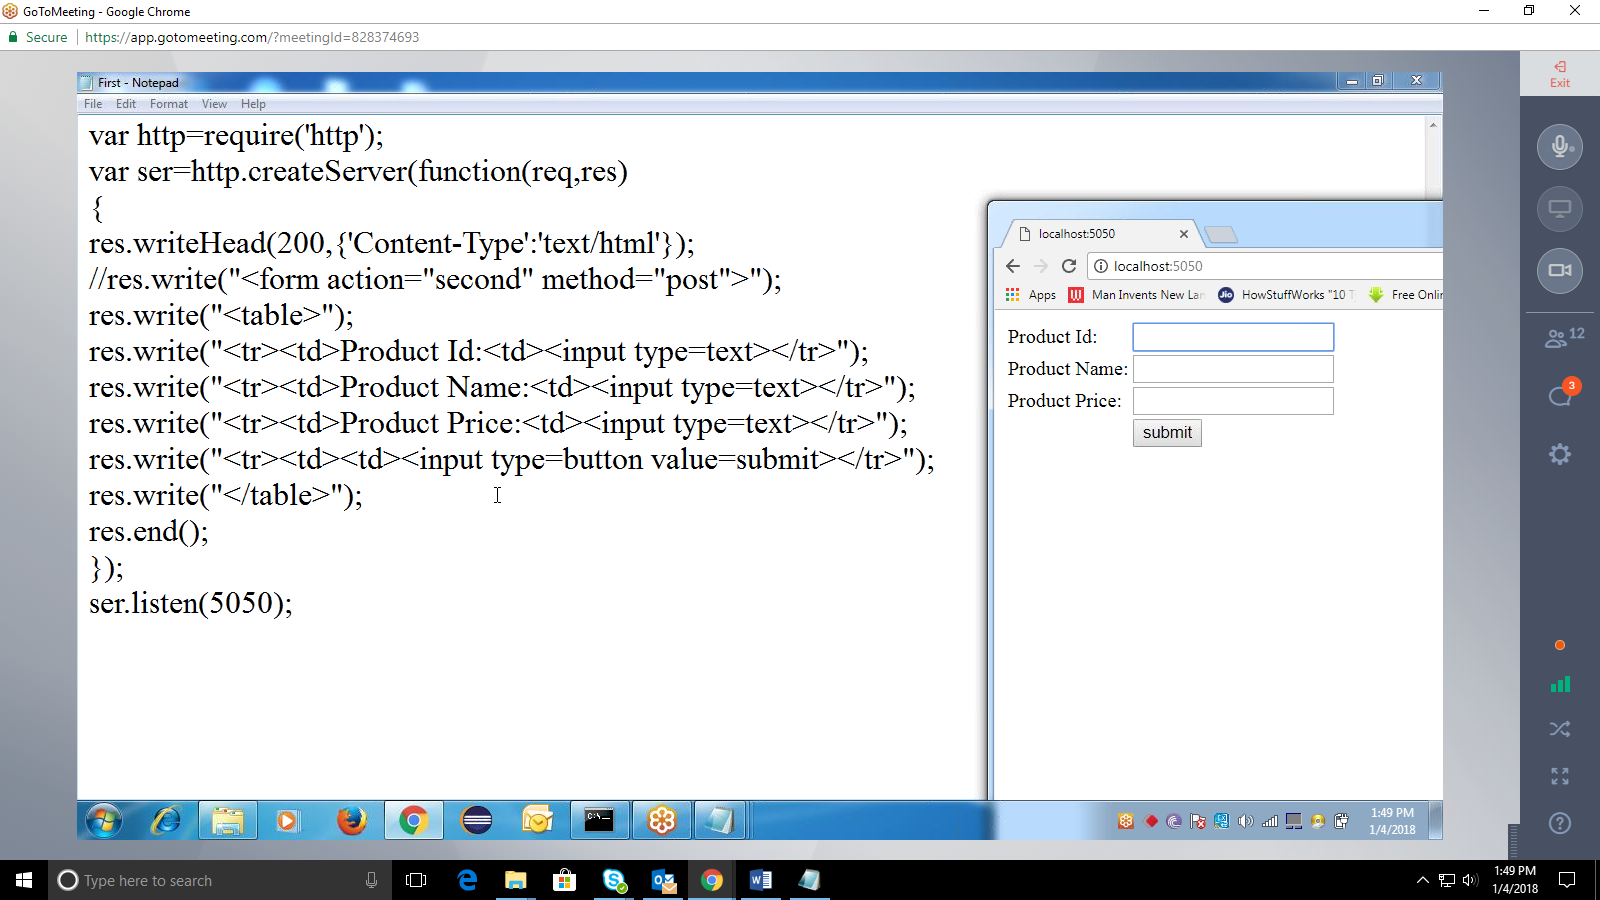 GoToMeeting - Google Chrome
Secure https://app.gotomeeting.com/?meetingId=828374693
Exit
First - Notepad
File Edit Format View Help
var http=require('http');
var ser=http.createServer(function(req,res)
{
res.writeHead(200,{'Content-Type':'text/html'});
//res.write("<form action="second" method="post">");
res.write("<table>");
res.write("<tr><td>Product Id:<td><input type=text></tr>");
res.write("<tr><td>Product Name:<td><input type=text></tr>");
res.write("<tr><td>Product Price:<td><input type=text></tr>");
res.write("<tr><td><td><input type=button value=submit></tr>");
res.write("</table>");
res.end();
});
ser.listen(5050);
localhost:5050
localhost:5050
Apps Man Invents New Lan Jio HowStuffWorks "10 T Free Onlin
Product Id:
Product Name:
Product Price:
submit
12
3
C:\
1:49 PM
1/4/2018
Type here to search
1:49 PM
1/4/2018